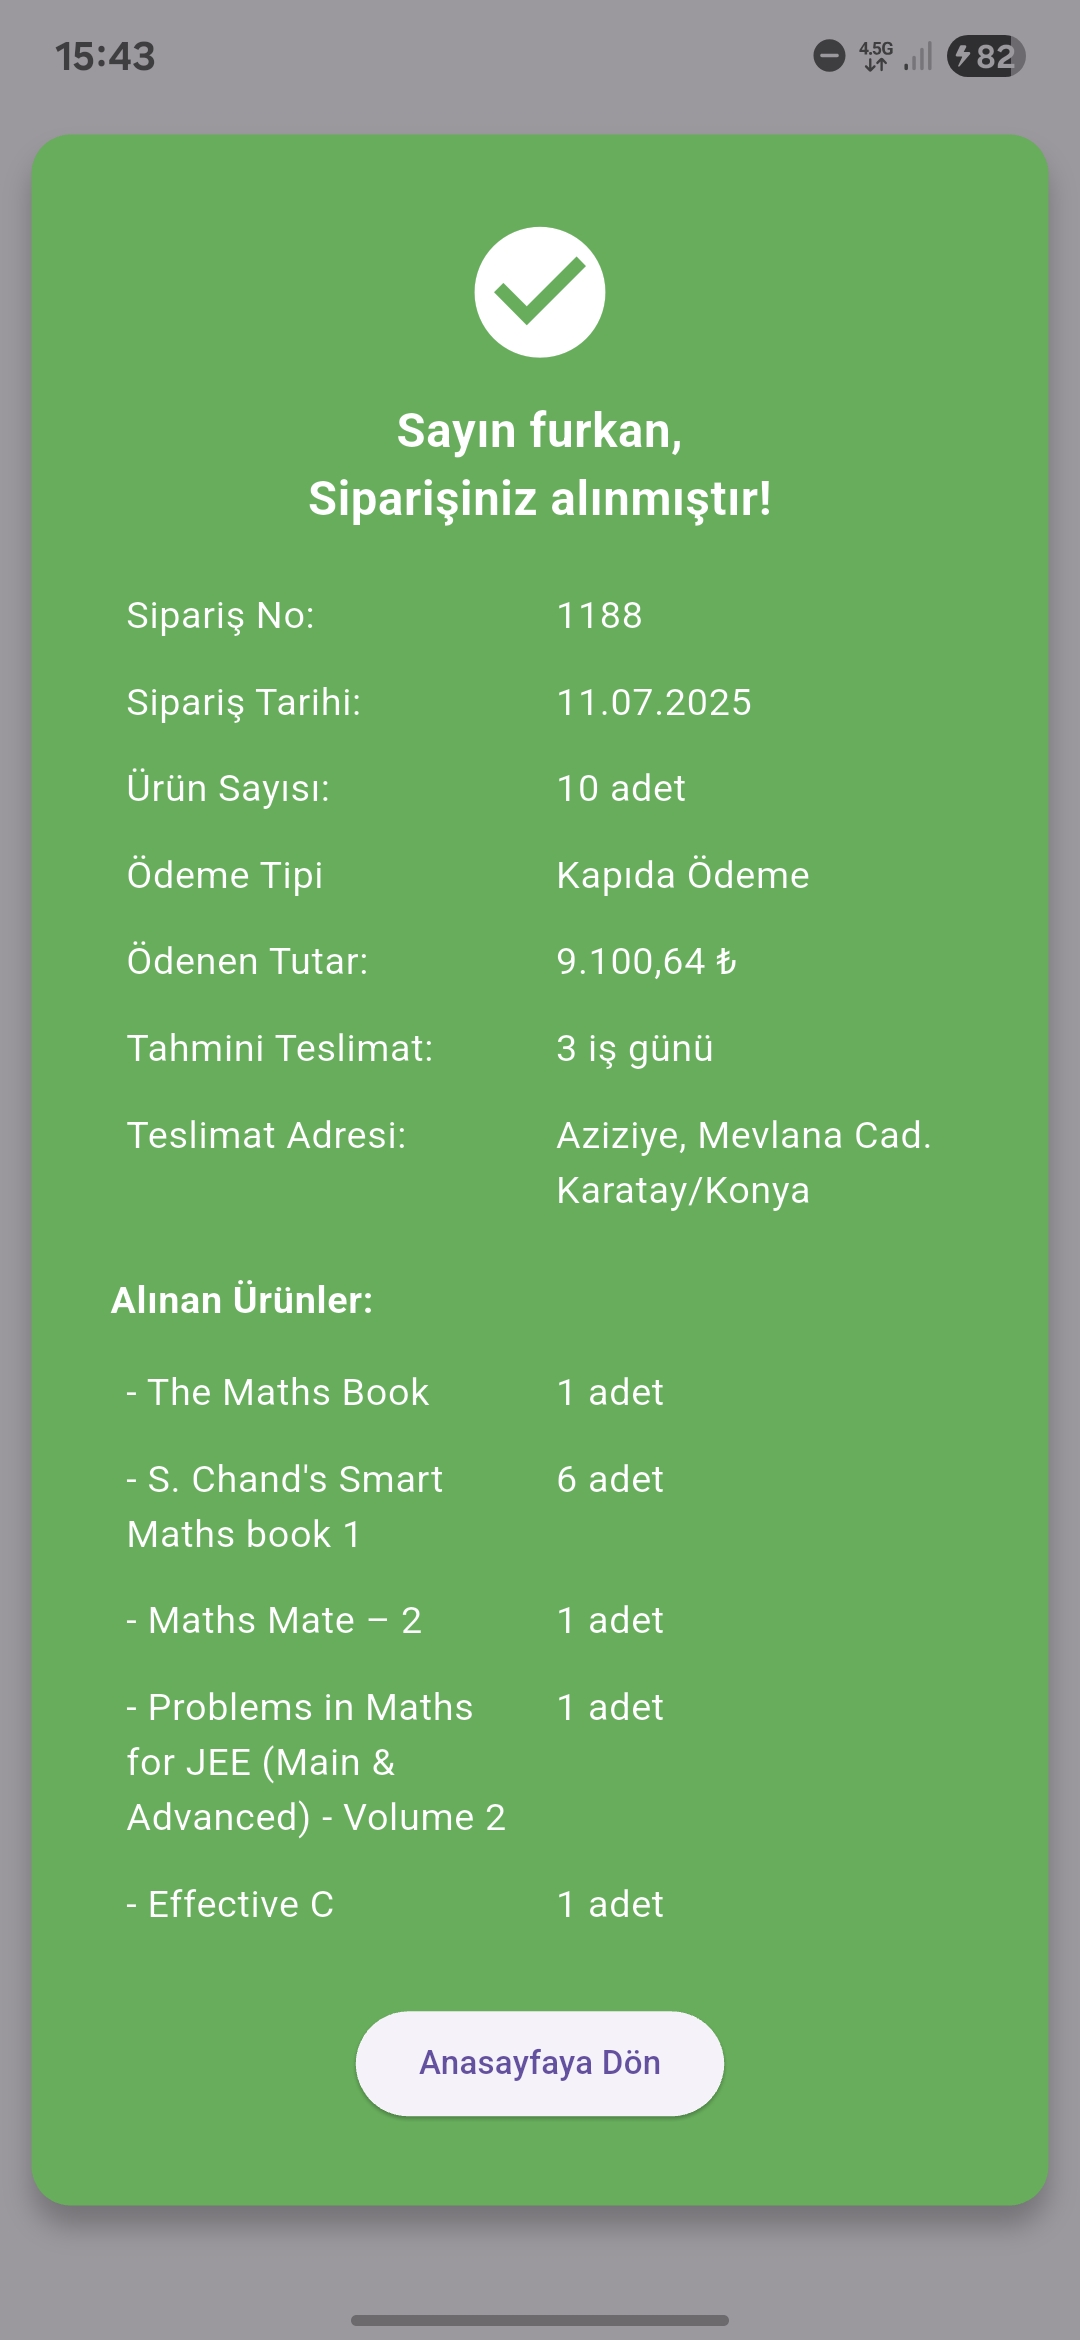 15:43
4.5G
82
Sayın furkan,
Siparişiniz alınmıştır!
Sipariş No: 1188
Sipariş Tarihi: 11.07.2025
Ürün Sayısı: 10 adet
Ödeme Tipi Kapıda Ödeme
Ödenen Tutar: 9.100,64 ₺
Tahmini Teslimat: 3 iş günü
Teslimat Adresi: Aziziye, Mevlana Cad.
Karatay/Konya
Alınan Ürünler:
- The Maths Book 1 adet
- S. Chand's Smart 6 adet
Maths book 1
- Maths Mate – 2 1 adet
- Problems in Maths 1 adet
for JEE (Main &
Advanced) - Volume 2
- Effective C 1 adet
Anasayfaya Dön